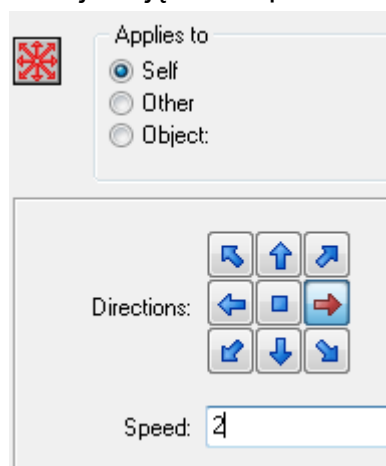 Applies to
Self
Other
Object:
Directions:
Speed: 2